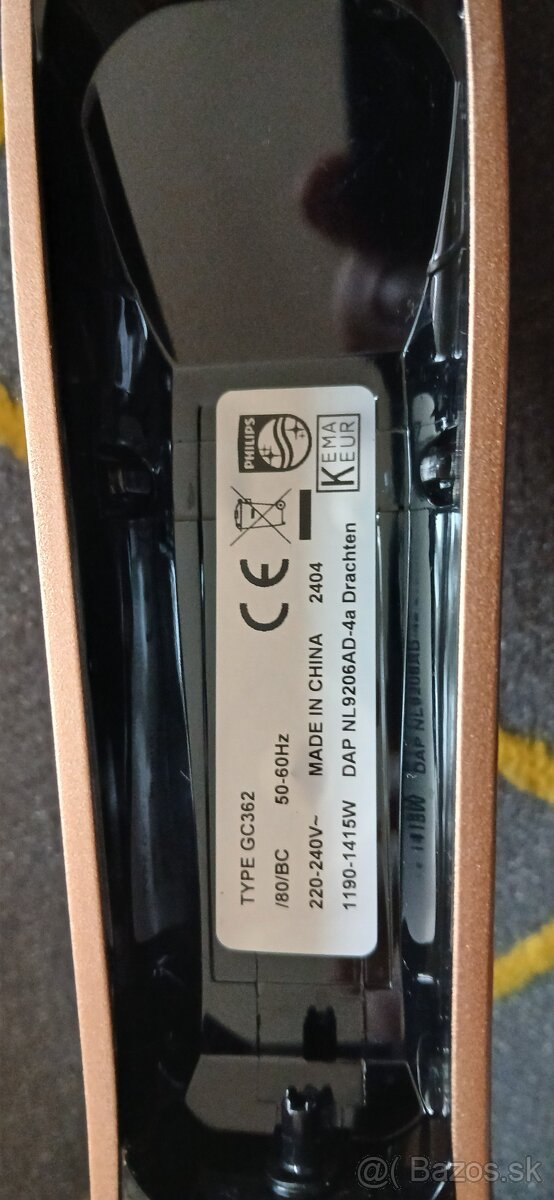 PHILIPS
KEMA
KEUR
CE
TYPE GC362
/80/BC 50-60Hz
220-240V~ MADE IN CHINA 2404
1190-1415W DAP NL9206AD-4a Drachten
Bazos.sk